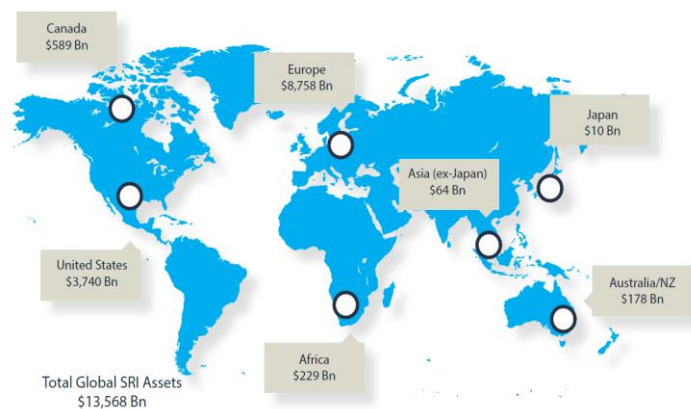 Canada
$589 Bn
Europe
$8,758 Bn
Japan
$10 Bn
Asia (ex-Japan)
$64 Bn
United States
$3,740 Bn
Australia/NZ
$178 Bn
Africa
$229 Bn
Total Global SRI Assets
$13,568 Bn